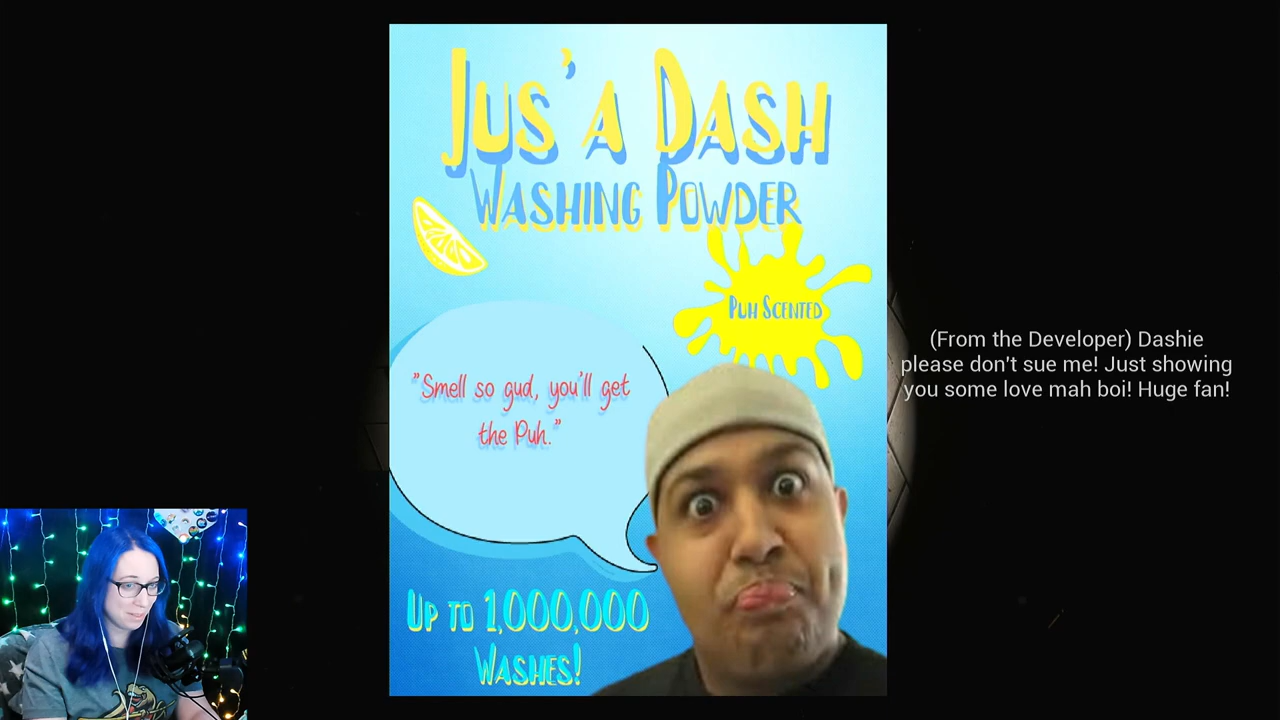 Jus'a Dash
Washing Powder
Puh Scented
"Smell so gud, you'll get
the Puh."
Up to 1,000,000
Washes!
(From the Developer) Dashie
please don't sue me! Just showing
you some love mah boi! Huge fan!